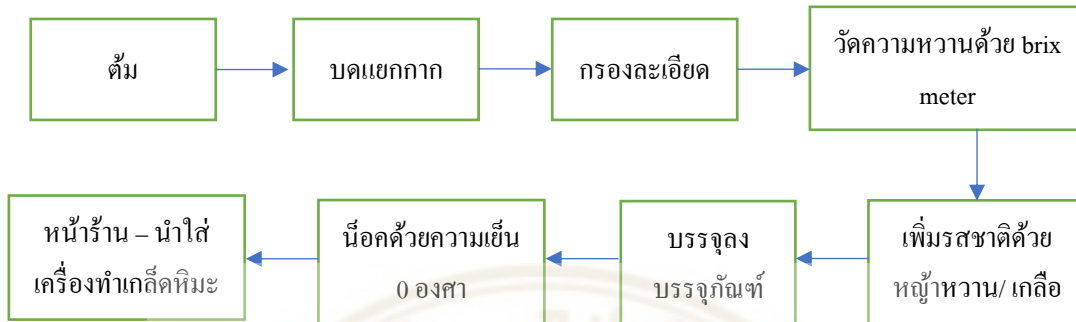 ต้ม
บดแยกกาก
กรองละเอียด
วัดความหวานด้วย brix
meter
เพิ่มรสชาติด้วย
หญ้าหวาน/ เกลือ
บรรจุลง
บรรจุภัณฑ์
น็อคด้วยความเย็น
0 องศา
หน้าร้าน – นำใส่
เครื่องทำเกล็ดหิมะ